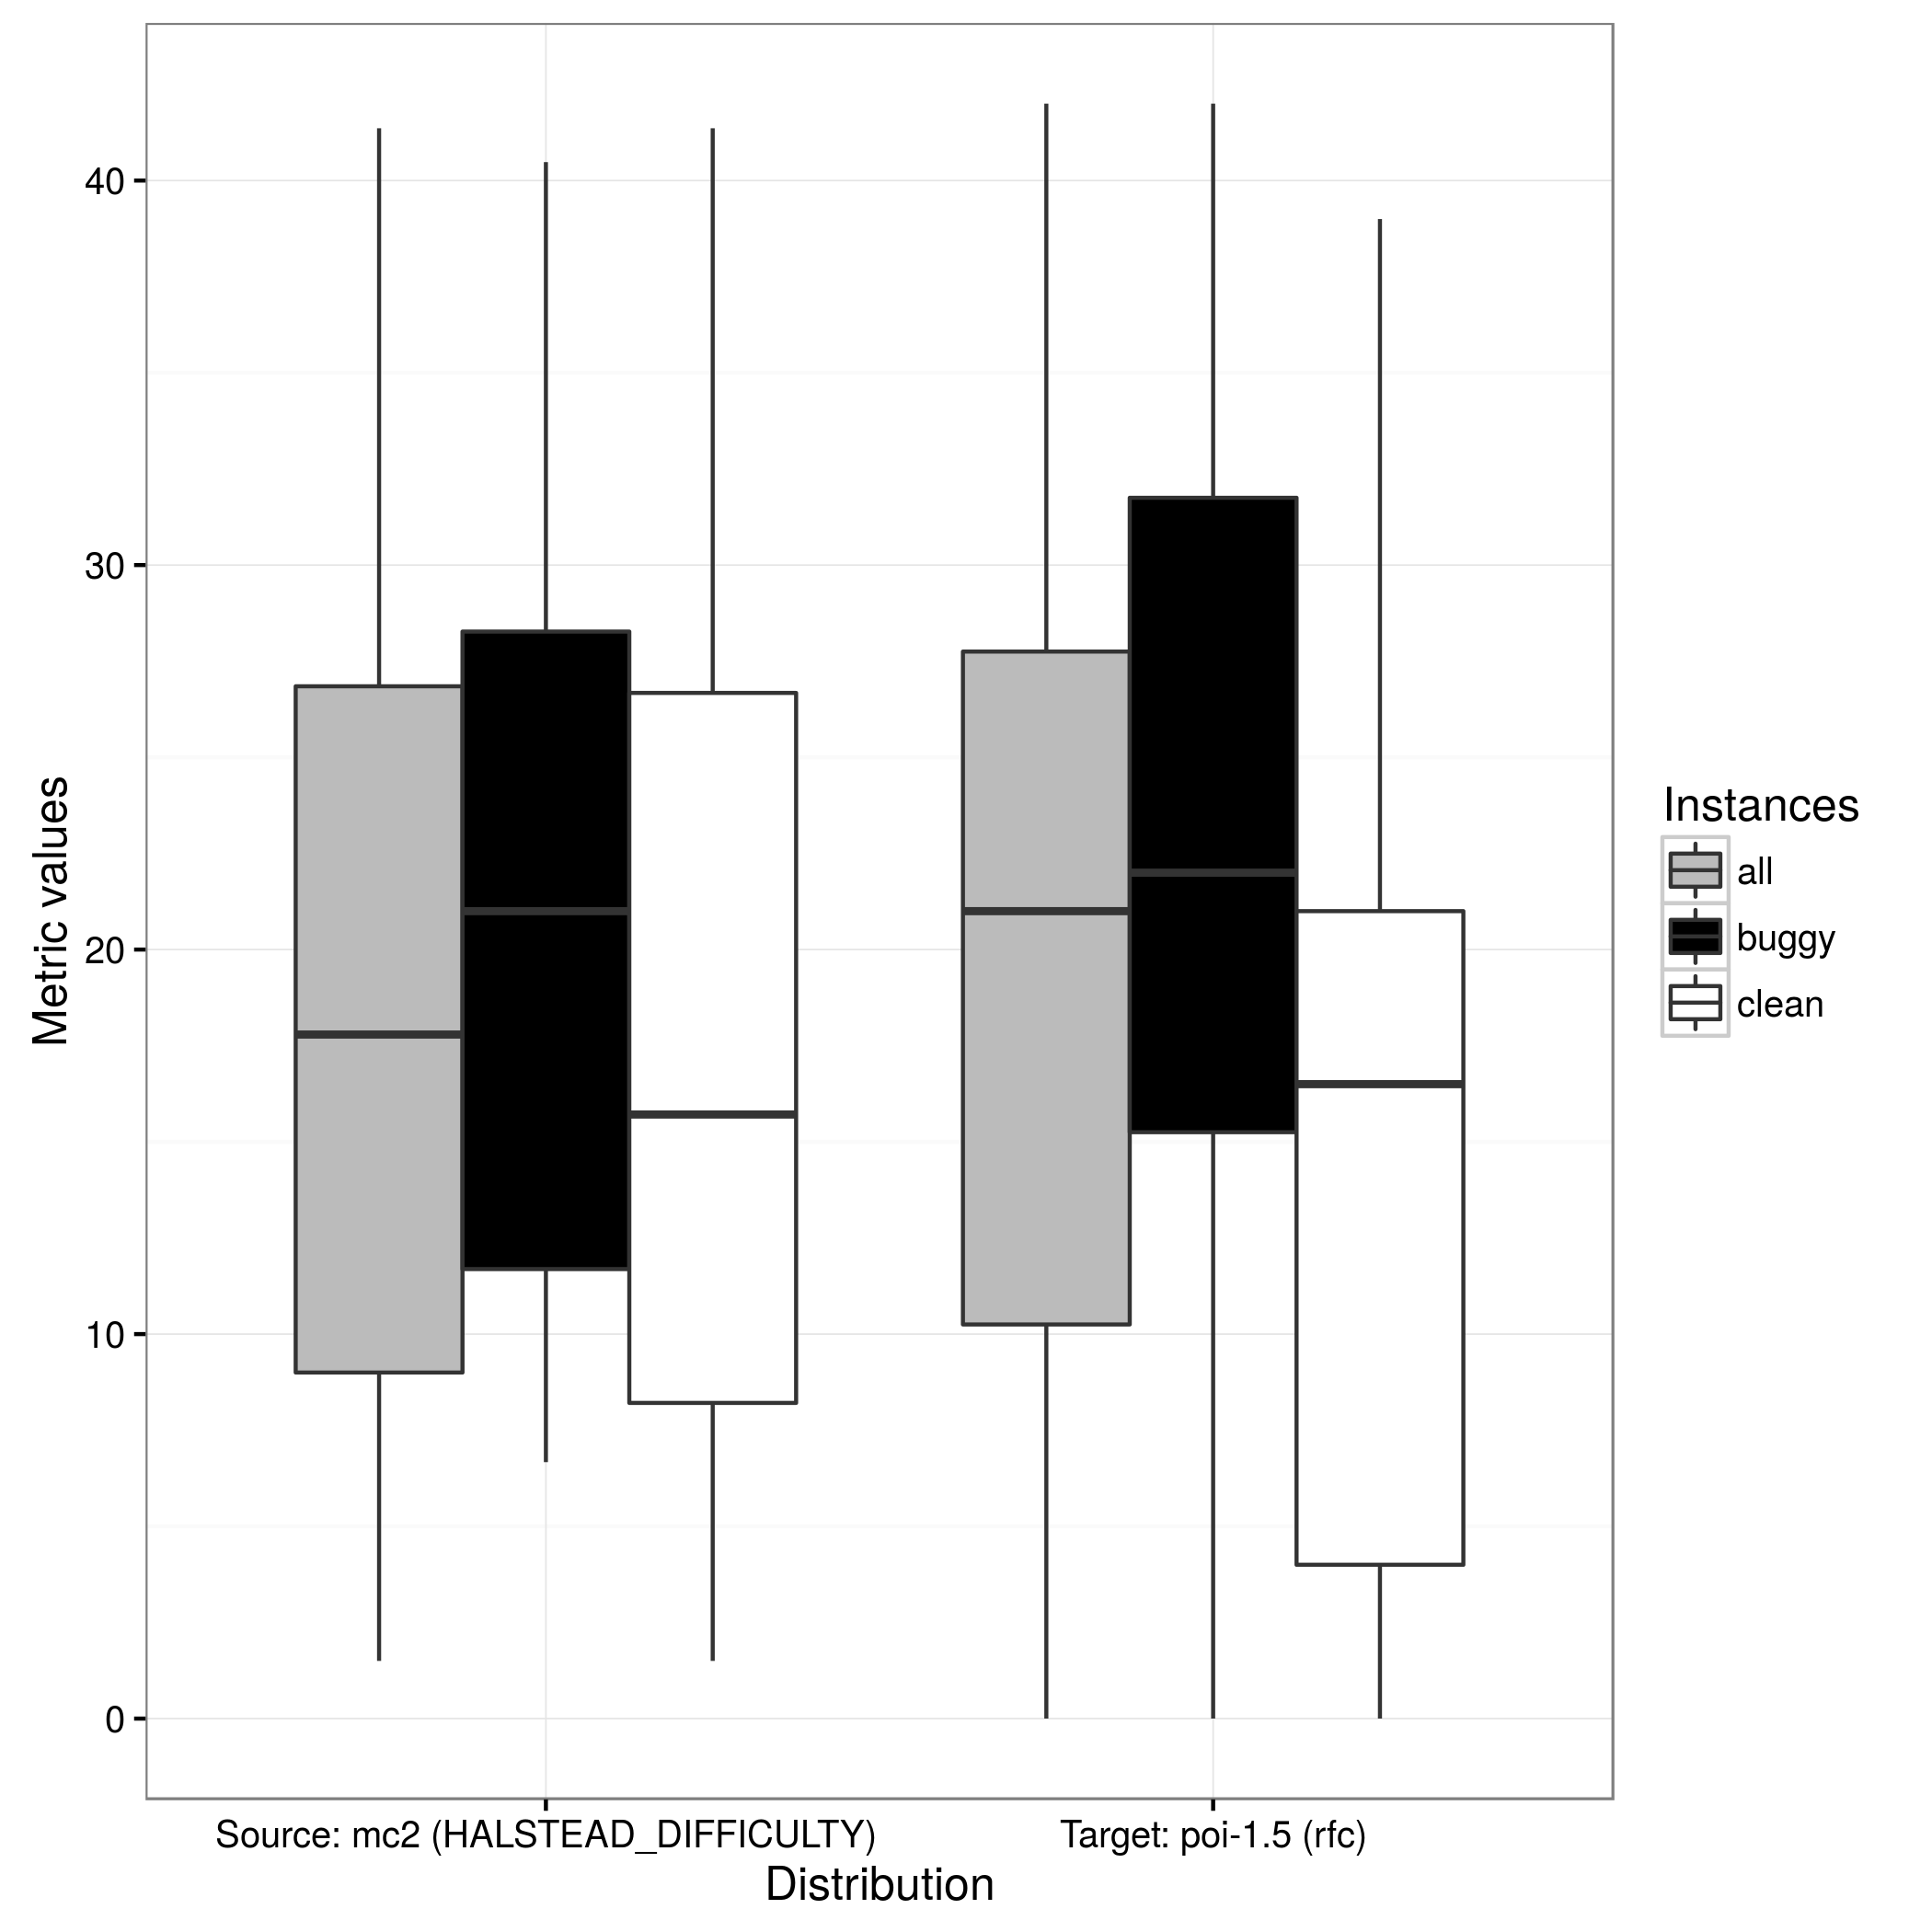 Metric values
40
30
20
10
0
Source: mc2 (HALSTEAD_DIFFICULTY)
Target: poi-1.5 (rfc)
Distribution
Instances
all
buggy
clean